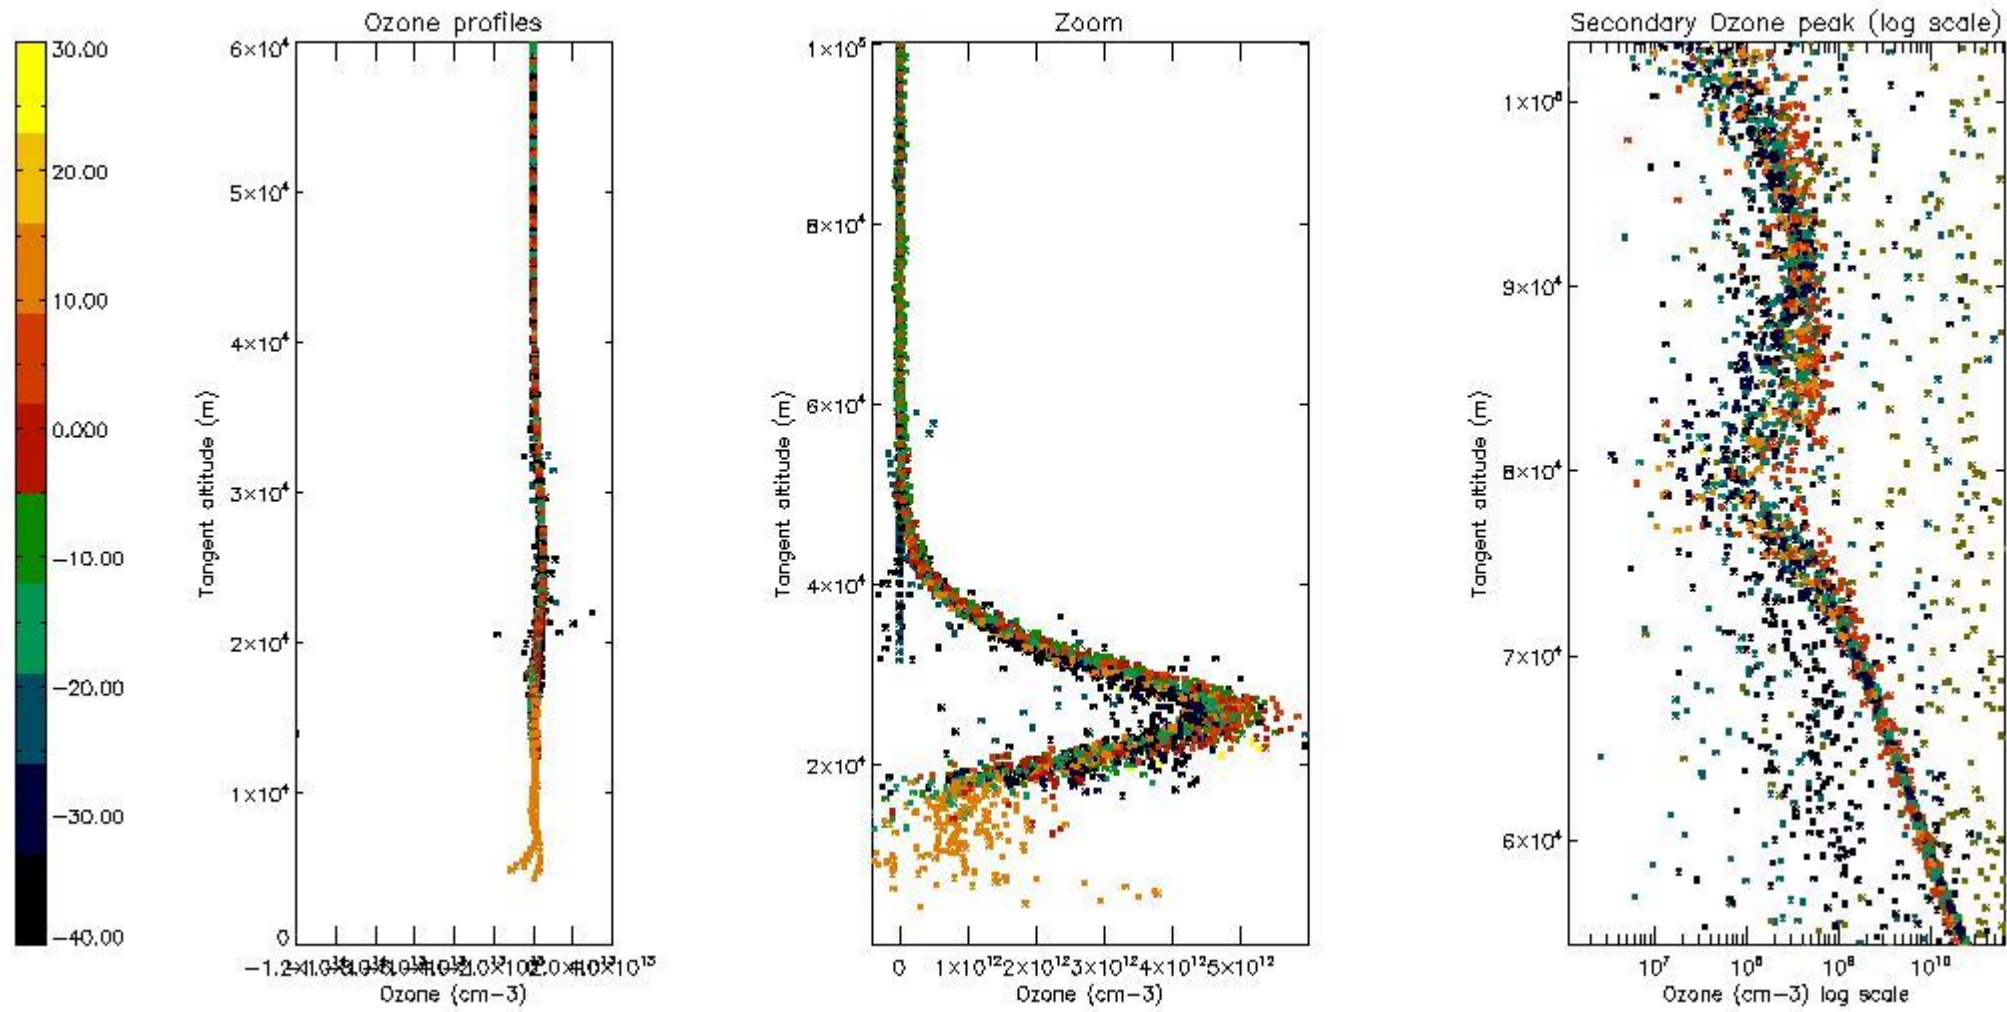 Ozone profiles
Zoom
Secondary Ozone peak (log scale)
30.00
20.00
10.00
0.000
−10.00
−20.00
−30.00
−40.00
6×10⁴
5×10⁴
4×10⁴
3×10⁴
2×10⁴
1×10⁴
0
Tangent altitude (m)
Ozone (cm−3)
1×10⁵
8×10⁴
6×10⁴
4×10⁴
2×10⁴
Tangent altitude (m)
0 1×10¹² 2×10¹² 3×10¹² 4×10¹² 5×10¹²
Ozone (cm−3)
9×10⁴
8×10⁴
7×10⁴
6×10⁴
Tangent altitude (m)
10⁷ 10⁸ 10⁹ 10¹⁰
Ozone (cm−3) log scale